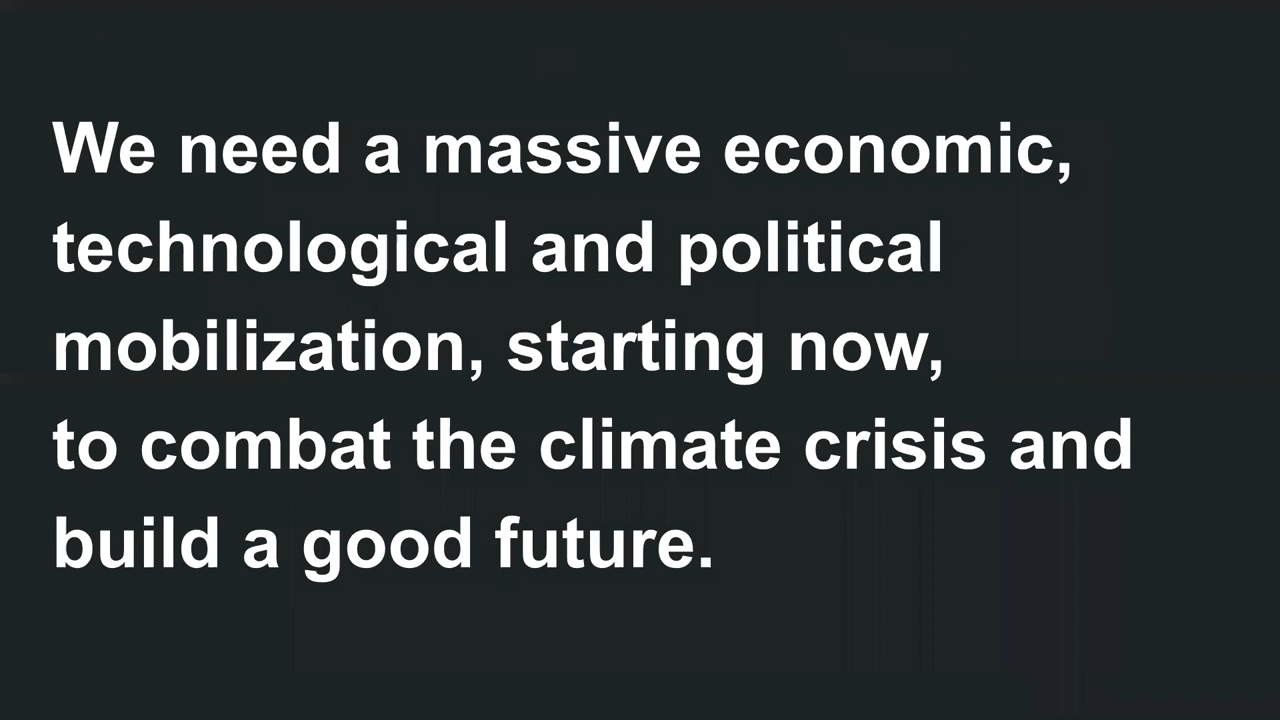 We need a massive economic,
technological and political
mobilization, starting now,
to combat the climate crisis and
build a good future.